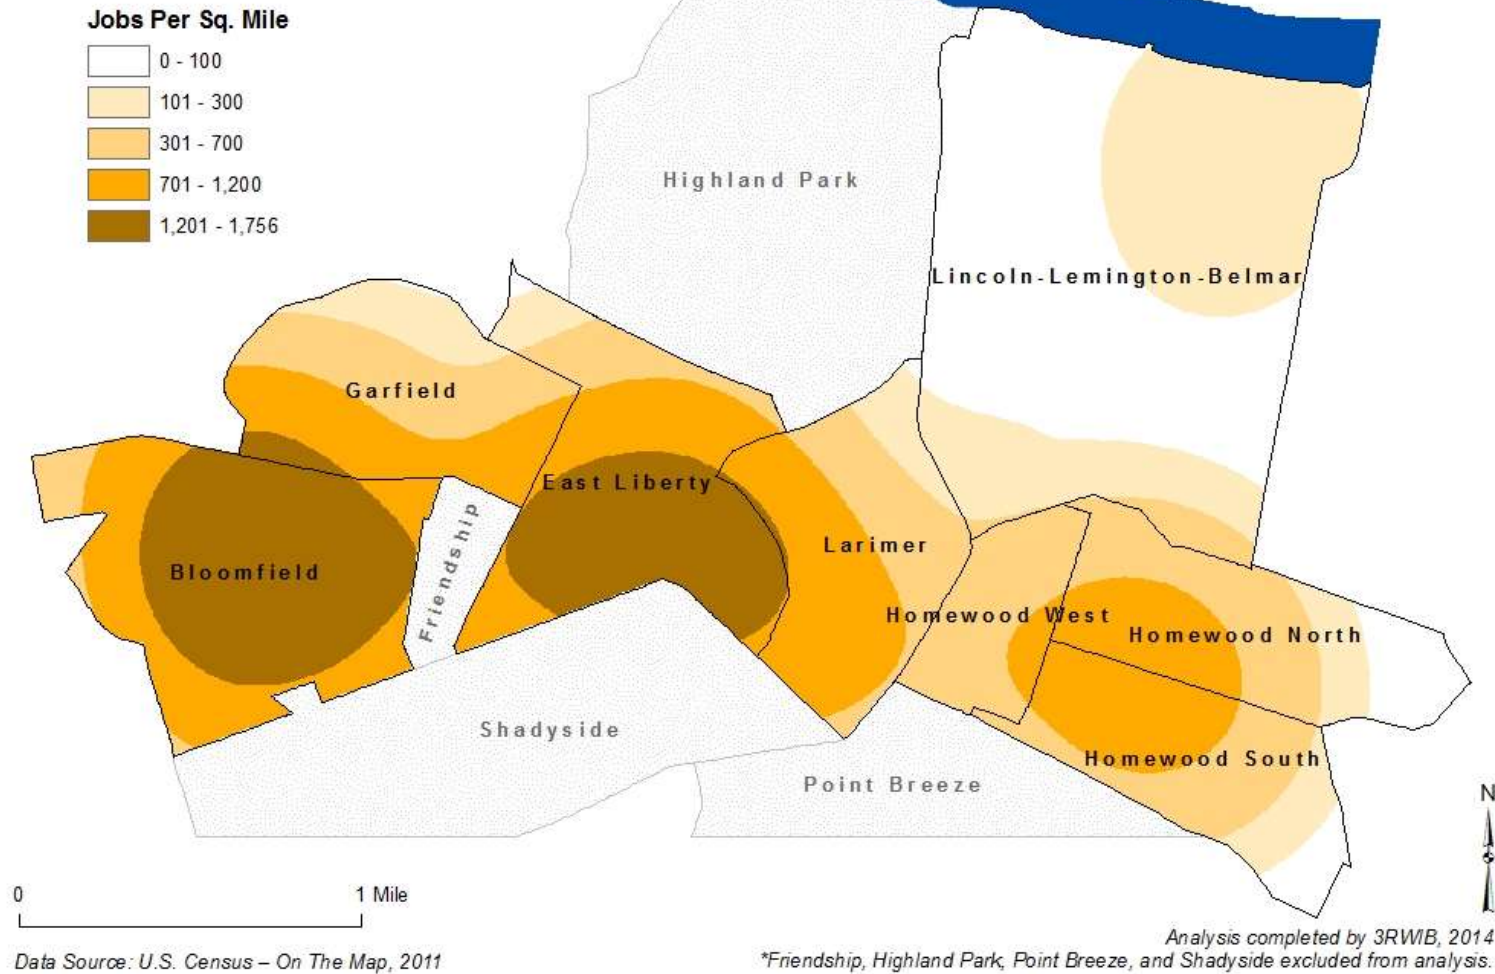 Jobs Per Sq. Mile
0 - 100
101 - 300
301 - 700
701 - 1,200
1,201 - 1,756
Highland Park
Lincoln-Lemington-Belmar
Garfield
East Liberty
Friendship
Larimer
Bloomfield
Homewood West
Homewood North
Shadyside
Homewood South
Point Breeze
N
0
1 Mile
Analysis completed by 3RWIB, 2014
Data Source: U.S. Census – On The Map, 2011
*Friendship, Highland Park, Point Breeze, and Shadyside excluded from analysis.